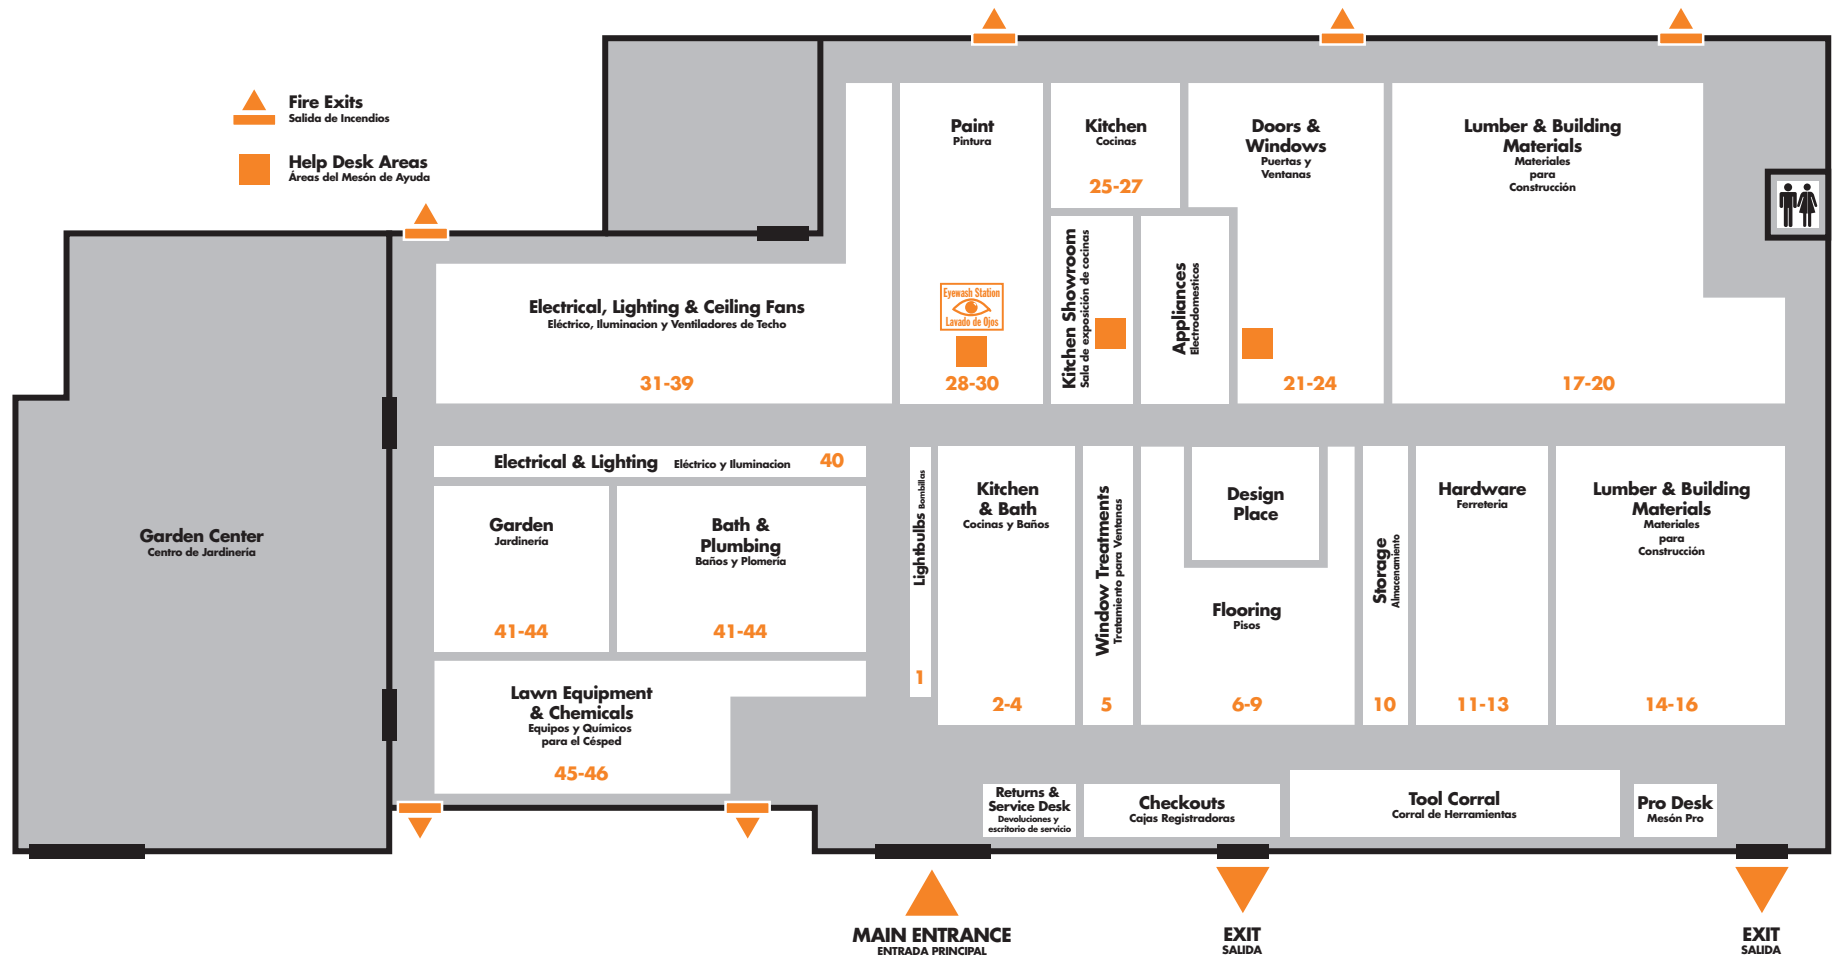 Fire Exits
Salida de Incendios
Help Desk Areas
Áreas del Mesón de Ayuda
Paint
Pintura
Eyewash Station
Lavado de Ojos
28-30
Kitchen
Cocinas
25-27
Doors &
Windows
Puertas y
Ventanas
21-24
Lumber & Building
Materials
Materiales
para
Construcción
17-20
Kitchen Showroom
Sala de exposición de cocinas
Appliances
Electrodomesticos
Electrical, Lighting & Ceiling Fans
Eléctrico, Iluminacion y Ventiladores de Techo
31-39
Garden Center
Centro de Jardinería
Electrical & Lighting Eléctrico y Iluminacion 40
Garden
Jardinería
41-44
Bath &
Plumbing
Baños y Plomería
41-44
Lawn Equipment
& Chemicals
Equipos y Químicos
para el Césped
45-46
Lightbulbs Bombillas
1
Kitchen
& Bath
Cocinas y Baños
2-4
Window Treatments
Tratamiento para Ventanas
5
Design
Place
Flooring
Pisos
6-9
Storage
Almacenamiento
10
Hardware
Ferreteria
11-13
Lumber & Building
Materials
Materiales
para
Construcción
14-16
Returns &
Service Desk
Devoluciones y
escritorio de servicio
Checkouts
Cajas Registradoras
Tool Corral
Corral de Herramientas
Pro Desk
Mesón Pro
MAIN ENTRANCE
ENTRADA PRINCIPAL
EXIT
SALIDA
EXIT
SALIDA